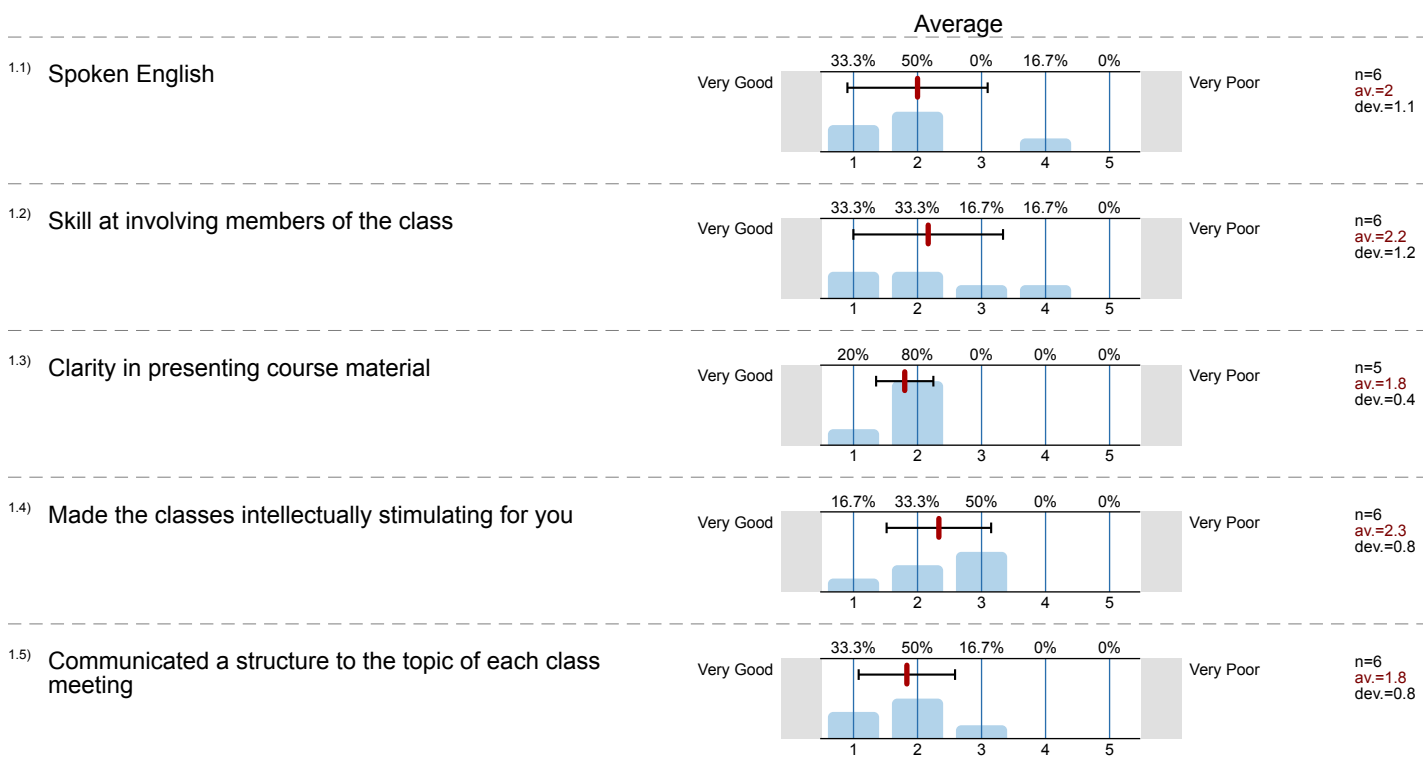 Average
1.1) Spoken English
33.3% 50% 0% 16.7% 0%
Very Good
Very Poor
n=6
av.=2
dev.=1.1
1 2 3 4 5
1.2) Skill at involving members of the class
33.3% 33.3% 16.7% 16.7% 0%
Very Good
Very Poor
n=6
av.=2.2
dev.=1.2
1 2 3 4 5
1.3) Clarity in presenting course material
20% 80% 0% 0% 0%
Very Good
Very Poor
n=5
av.=1.8
dev.=0.4
1 2 3 4 5
1.4) Made the classes intellectually stimulating for you
16.7% 33.3% 50% 0% 0%
Very Good
Very Poor
n=6
av.=2.3
dev.=0.8
1 2 3 4 5
1.5) Communicated a structure to the topic of each class
meeting
33.3% 50% 16.7% 0% 0%
Very Good
Very Poor
n=6
av.=1.8
dev.=0.8
1 2 3 4 5